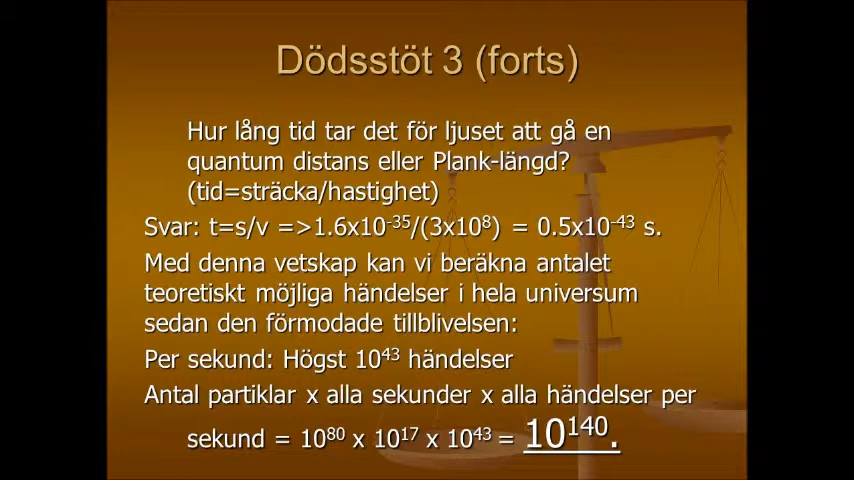 Dödsstöt 3 (forts)
Hur lång tid tar det för ljuset att gå en
quantum distans eller Plank-längd?
(tid=sträcka/hastighet)
Svar: t=s/v =>1.6x10⁻³⁵/(3x10⁸) = 0.5x10⁻⁴³ s.
Med denna vetskap kan vi beräkna antalet
teoretiskt möjliga händelser i hela universum
sedan den förmodade tillblivelsen:
Per sekund: Högst 10⁴³ händelser
Antal partiklar x alla sekunder x alla händelser per
sekund = 10⁸⁰ x 10¹⁷ x 10⁴³ = 10¹⁴⁰.